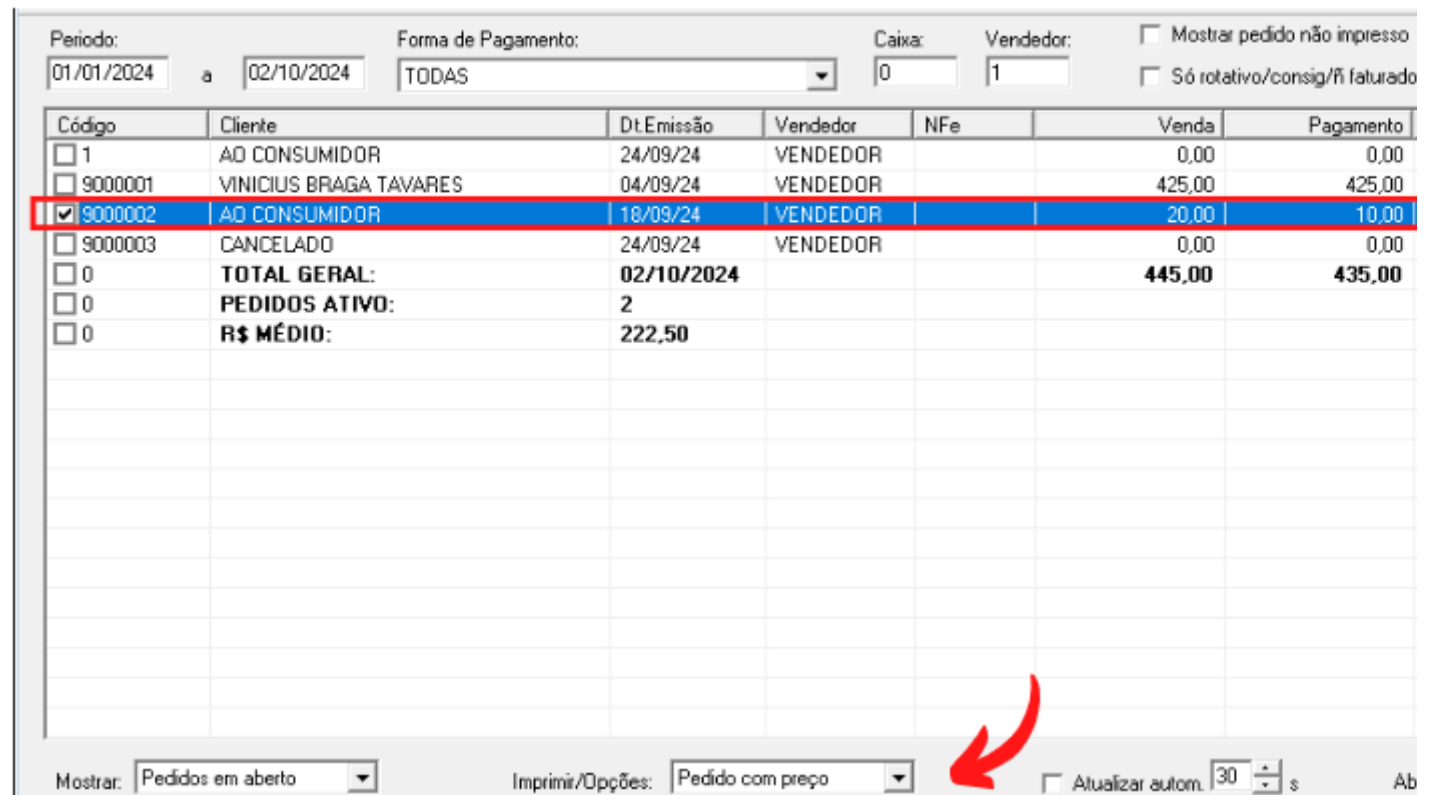 Periodo: Forma de Pagamento: Caixa: Vendedor: Mostrar pedido não impresso
01/01/2024 a 02/10/2024 TODAS 0 1 Só rotativo/consig/ñ faturado
Código Cliente Dt.Emissão Vendedor NFe Venda Pagamento
1 AO CONSUMIDOR 24/09/24 VENDEDOR 0,00 0,00
9000001 VINICIUS BRAGA TAVARES 04/09/24 VENDEDOR 425,00 425,00
9000002 AO CONSUMIDOR 18/09/24 VENDEDOR 20,00 10,00
9000003 CANCELADO 24/09/24 VENDEDOR 0,00 0,00
0 TOTAL GERAL: 02/10/2024 445,00 435,00
0 PEDIDOS ATIVO: 2
0 R$ MÉDIO: 222,50
Mostrar: Pedidos em aberto Imprimir/Opções: Pedido com preço Atualizar autom. 30 s Ab